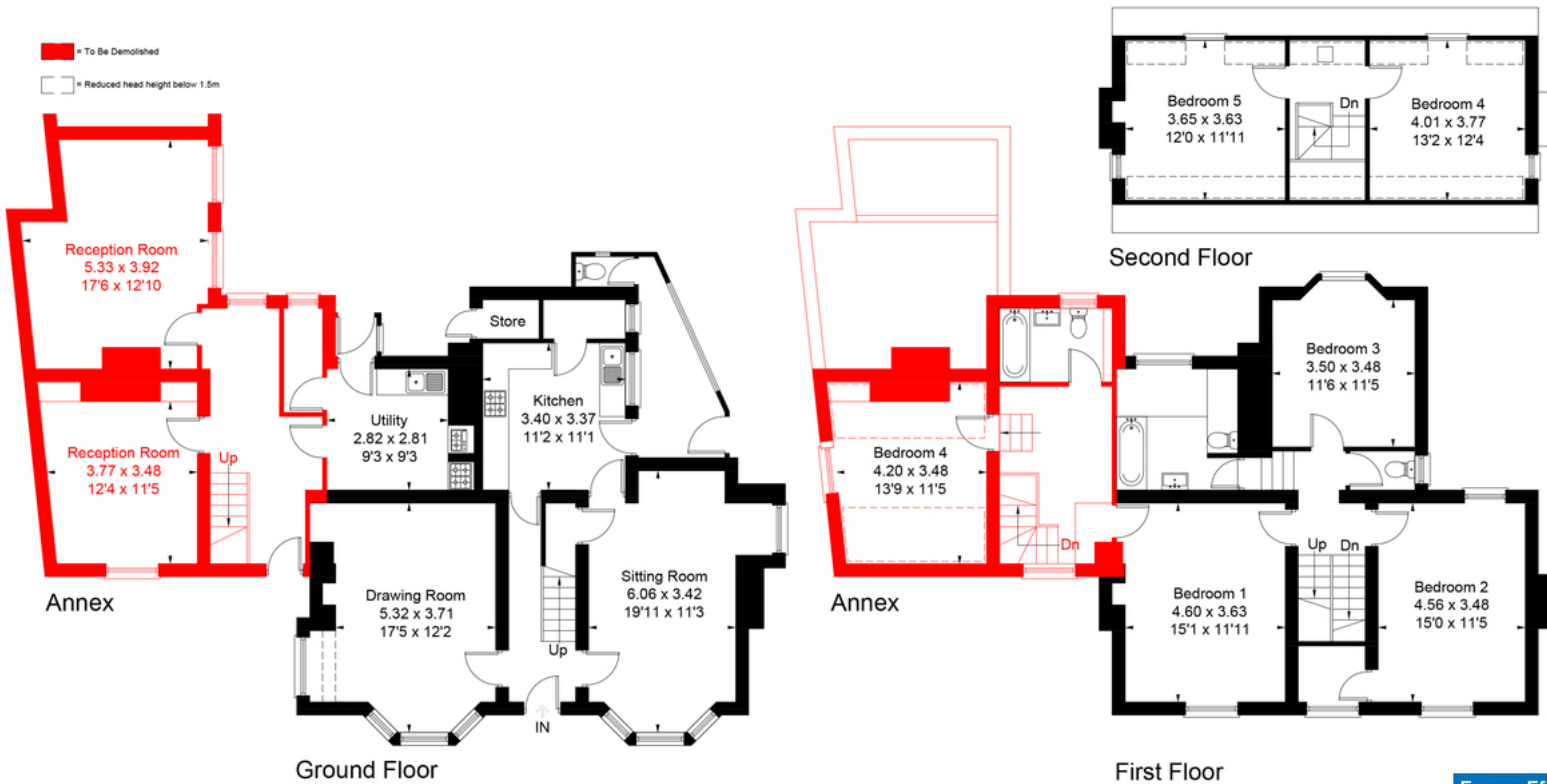 = To Be Demolished
= Reduced head height below 1.5m
Reception Room
5.33 x 3.92
17'6 x 12'10
Reception Room
3.77 x 3.48
12'4 x 11'5
Up
Annex
Store
Utility
2.82 x 2.81
9'3 x 9'3
Kitchen
3.40 x 3.37
11'2 x 11'1
Drawing Room
5.32 x 3.71
17'5 x 12'2
Sitting Room
6.06 x 3.42
19'11 x 11'3
Up
IN
Ground Floor
Bedroom 5
3.65 x 3.63
12'0 x 11'11
Dn
Bedroom 4
4.01 x 3.77
13'2 x 12'4
Second Floor
Bedroom 4
4.20 x 3.48
13'9 x 11'5
Dn
Annex
Bedroom 3
3.50 x 3.48
11'6 x 11'5
Bedroom 1
4.60 x 3.63
15'1 x 11'11
Up
Dn
Bedroom 2
4.56 x 3.48
15'0 x 11'5
First Floor